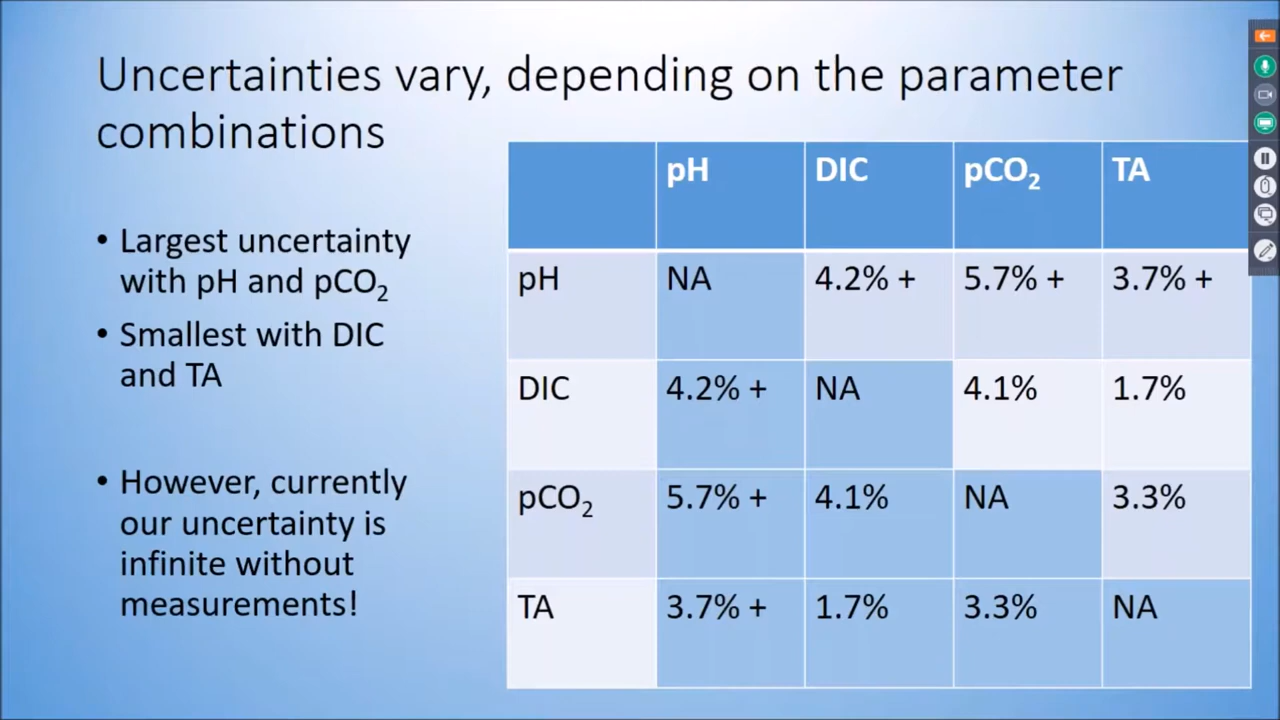 Uncertainties vary, depending on the parameter
combinations
• Largest uncertainty
with pH and pCO₂
• Smallest with DIC
and TA
• However, currently
our uncertainty is
infinite without
measurements!
pH DIC pCO₂ TA
pH NA 4.2% + 5.7% + 3.7% +
DIC 4.2% + NA 4.1% 1.7%
pCO₂ 5.7% + 4.1% NA 3.3%
TA 3.7% + 1.7% 3.3% NA